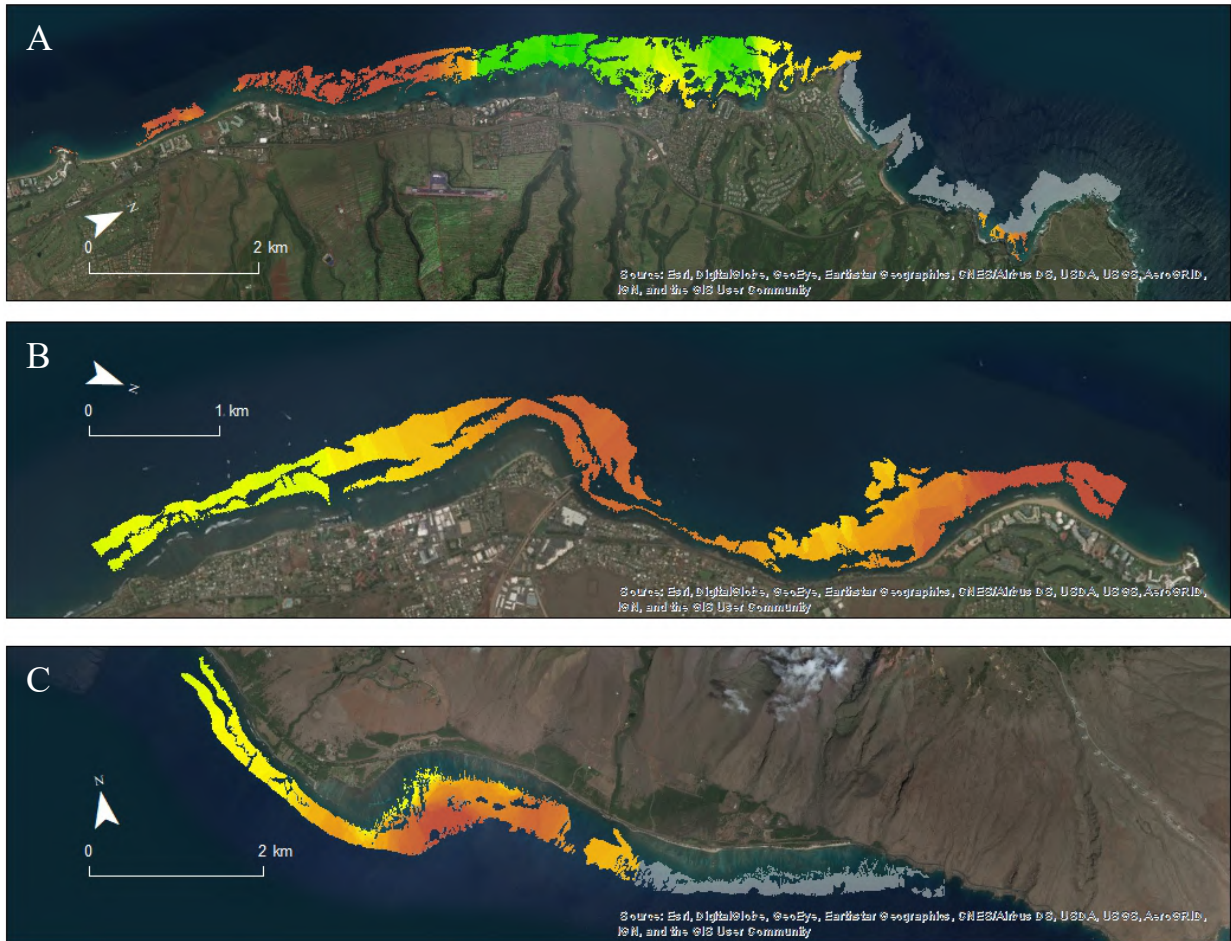 A
N
0
2 km
Source: Esri, DigitalGlobe, GeoEye, Earthstar Geographics, CNES/Airbus DS, USDA, USGS, AeroGRID,
IGN, and the GIS User Community
B
N
0
1 km
Source: Esri, DigitalGlobe, GeoEye, Earthstar Geographics, CNES/Airbus DS, USDA, USGS, AeroGRID,
IGN, and the GIS User Community
C
N
0
2 km
Source: Esri, DigitalGlobe, GeoEye, Earthstar Geographics, CNES/Airbus DS, USDA, USGS, AeroGRID,
IGN, and the GIS User Community